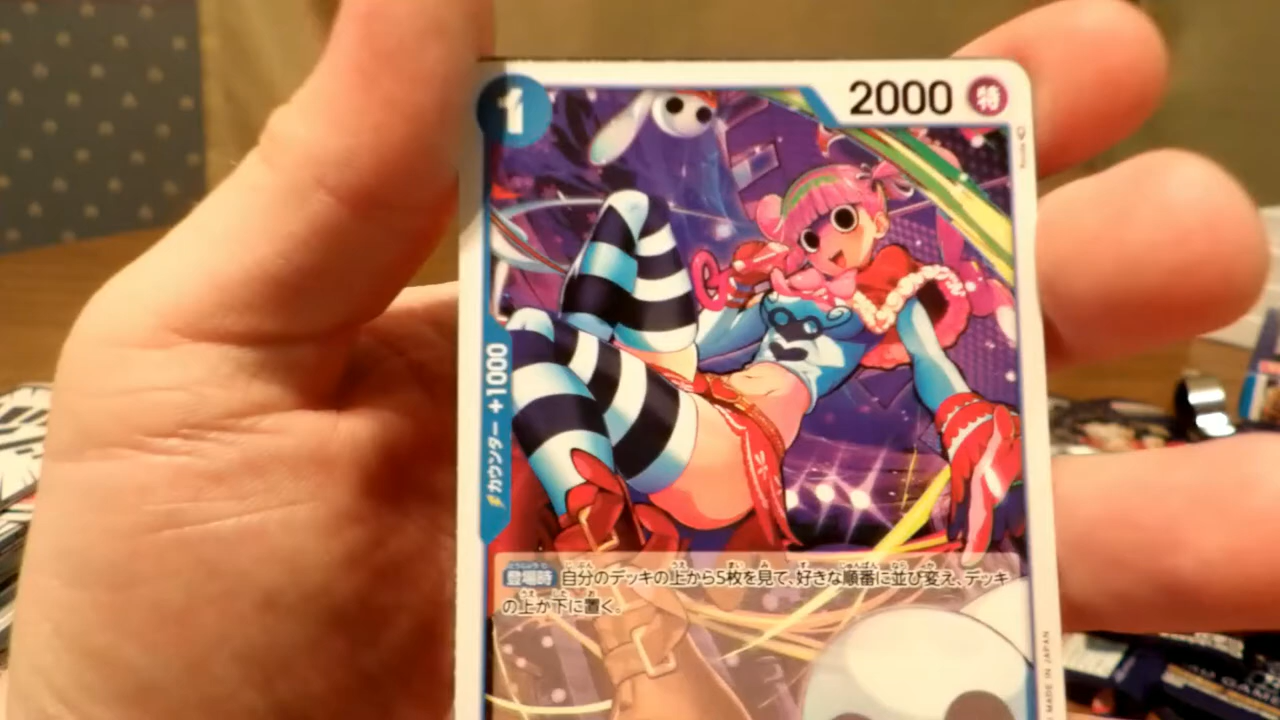 1
2000 特
カウンター +1000
登場時 自分のデッキの上から5枚を見て、好きな順番に並び変え、デッキ
の上か下に置く。
MADE IN JAPAN